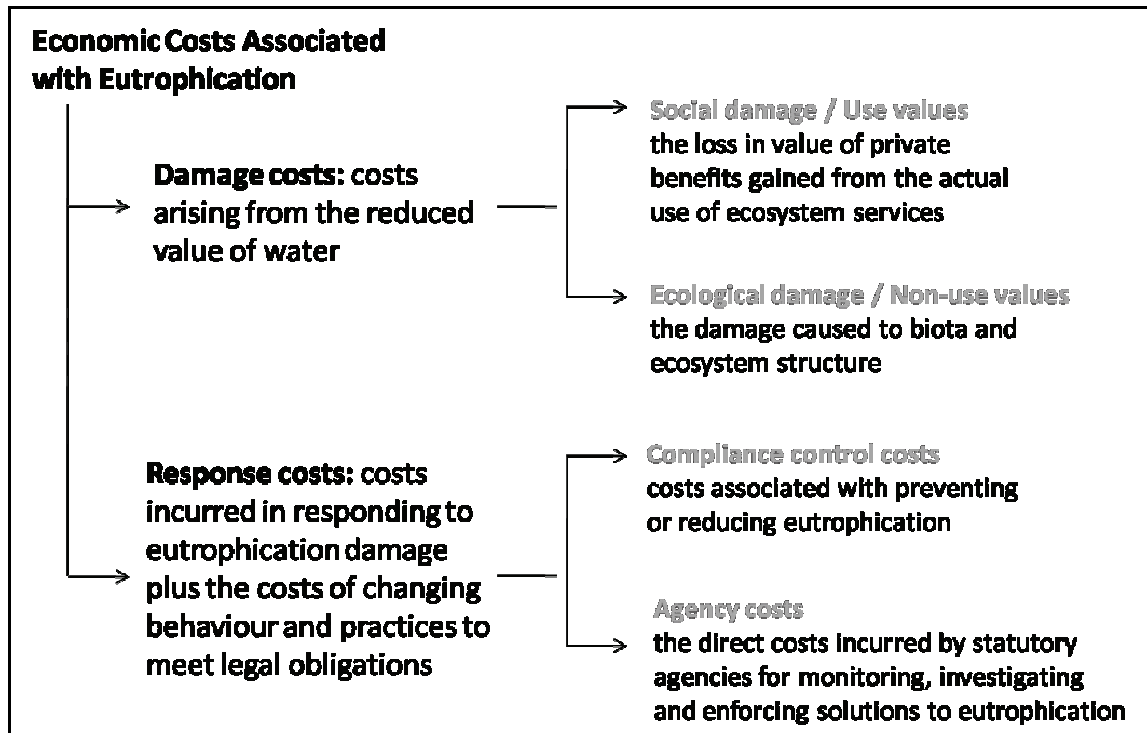 Economic Costs Associated
with Eutrophication
Damage costs: costs
arising from the reduced
value of water
Social damage / Use values
the loss in value of private
benefits gained from the actual
use of ecosystem services
Ecological damage / Non-use values
the damage caused to biota and
ecosystem structure
Response costs: costs
incurred in responding to
eutrophication damage
plus the costs of changing
behaviour and practices to
meet legal obligations
Compliance control costs
costs associated with preventing
or reducing eutrophication
Agency costs
the direct costs incurred by statutory
agencies for monitoring, investigating
and enforcing solutions to eutrophication